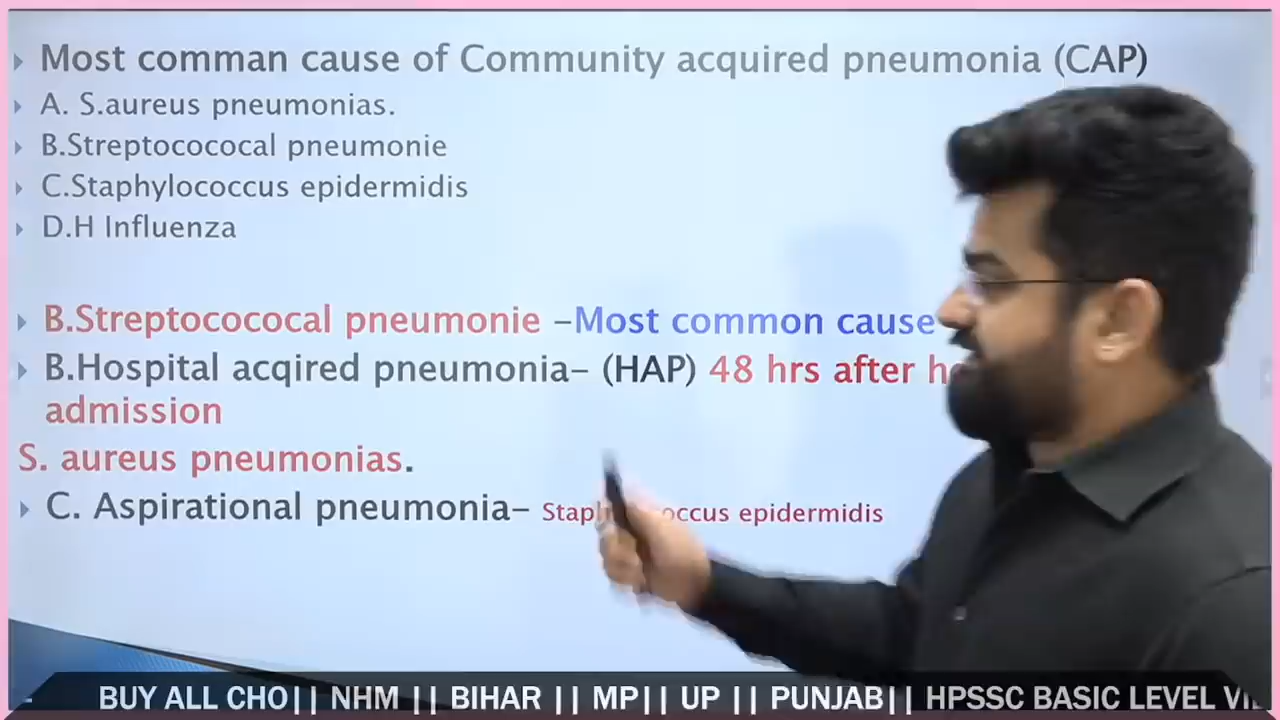 Most comman cause of Community acquired pneumonia (CAP)
A. S.aureus pneumonias.
B.Streptocococal pneumonie
C.Staphylococcus epidermidis
D.H Influenza
B.Streptocococal pneumonie –Most common cause
B.Hospital acqired pneumonia– (HAP) 48 hrs after
admission
S. aureus pneumonias.
C. Aspirational pneumonia– epidermidis
BUY ALL CHO|| NHM || BIHAR || MP|| UP || PUNJAB|| HPSSC BASIC LEVEL